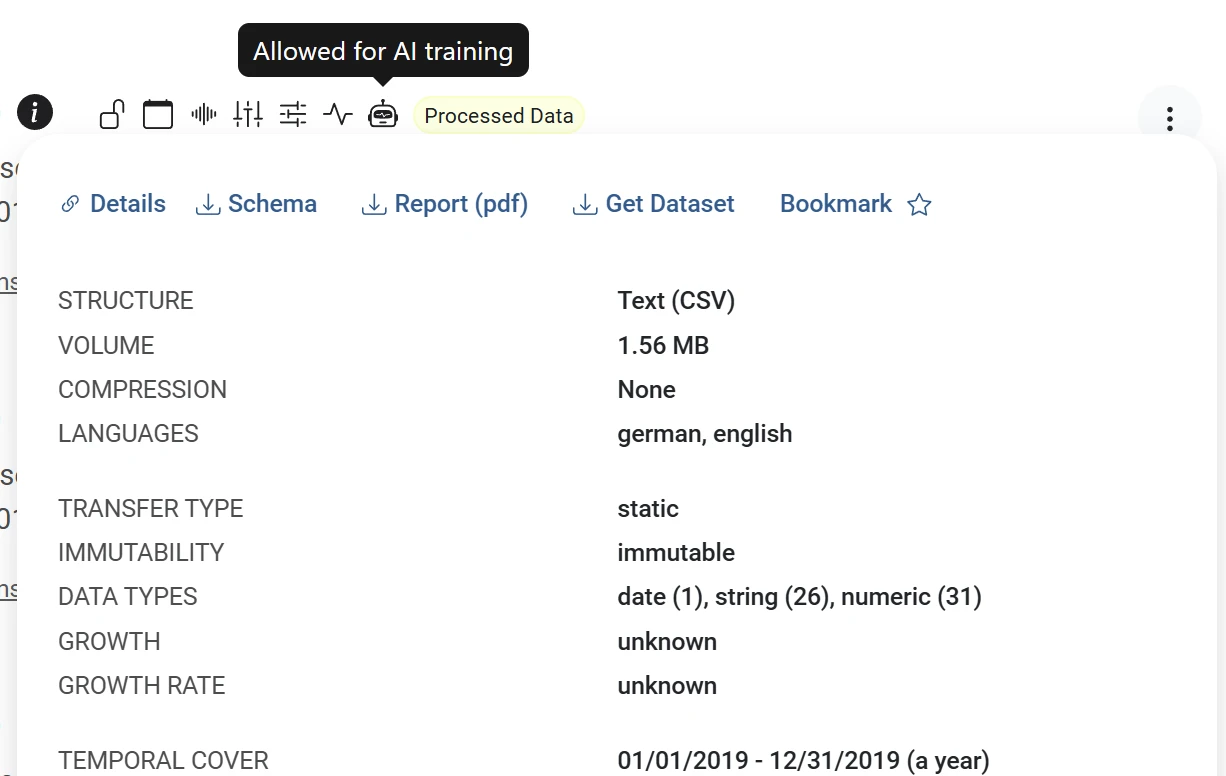 Allowed for AI training
i
Processed Data
Details Schema Report (pdf) Get Dataset Bookmark
STRUCTURE Text (CSV)
VOLUME 1.56 MB
COMPRESSION None
LANGUAGES german, english
TRANSFER TYPE static
IMMUTABILITY immutable
DATA TYPES date (1), string (26), numeric (31)
GROWTH unknown
GROWTH RATE unknown
TEMPORAL COVER 01/01/2019 - 12/31/2019 (a year)